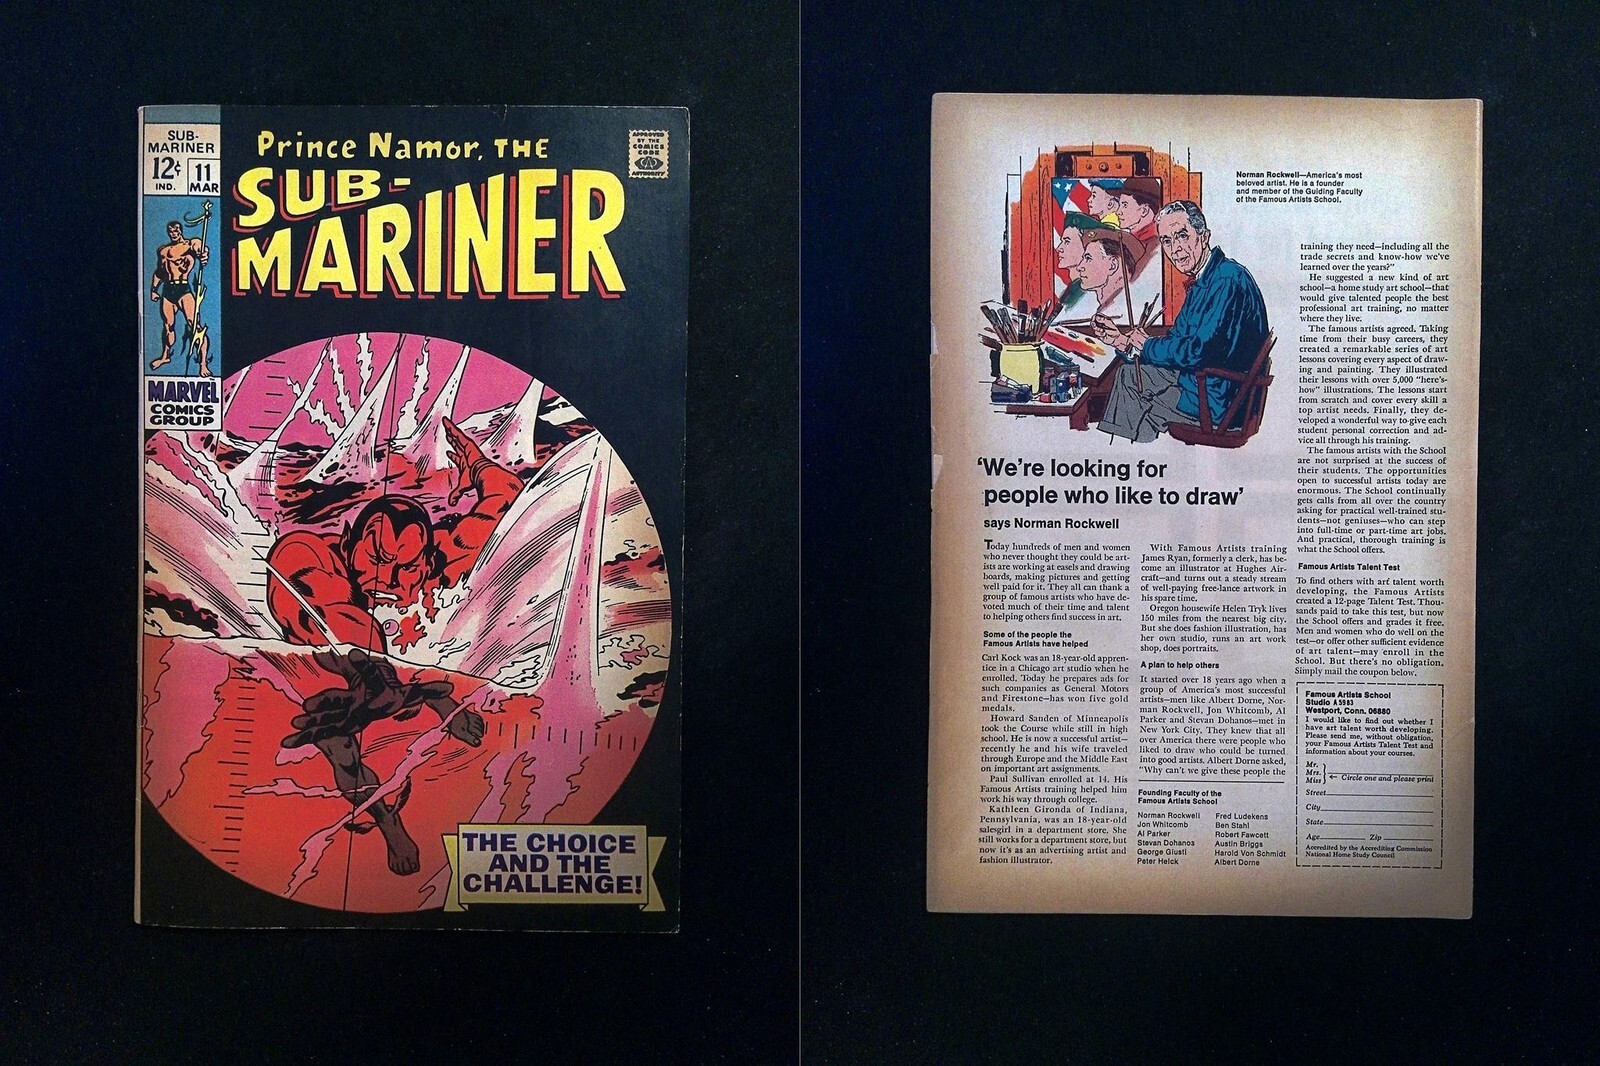 SUB-
MARINER
12¢
IND.
11
MAR
MARVEL
COMICS
GROUP
Prince Namor, THE
SUB-
MARINER
APPROVED
BY THE
COMICS
CODE
AUTHORITY
THE CHOICE
AND THE
CHALLENGE!
Norman Rockwell—America's most
beloved artist. He is a founder
and member of the Guiding Faculty
of the Famous Artists School.
'We're looking for
people who like to draw'
says Norman Rockwell
Today hundreds of men and women
who never thought they could be art-
ists are working at easels and drawing
boards, making pictures and getting
well paid for it. They all can thank a
group of famous artists who have de-
voted much of their time and talent
to helping others find success in art.
Some of the people the
Famous Artists have helped
Carl Kock was an 18-year-old appren-
tice in a Chicago art studio when he
enrolled. Today he prepares ads for
such companies as General Motors
and Firestone—has won five gold
medals.
Howard Sanden of Minneapolis
took the Course while still in high
school. He is now a successful artist—
recently he and his wife traveled
through Europe and the Middle East
on important art assignments.
Paul Sullivan enrolled at 14. His
Famous Artists training helped him
work his way through college.
Kathleen Gironda of Indiana,
Pennsylvania, was an 18-year-old
salesgirl in a department store. She
still works for a department store, but
now it's as an advertising artist and
fashion illustrator.
With Famous Artists training
James Ryan, formerly a clerk, has be-
come an illustrator at Hughes Air-
craft—and turns out a steady stream
of well-paying free-lance artwork in
his spare time.
Oregon housewife Helen Tryk lives
150 miles from the nearest big city.
But she does fashion illustration, has
her own studio, runs an art work
shop, does portraits.
A plan to help others
It started over 18 years ago when a
group of America's most successful
artists—men like Albert Dorne, Nor-
man Rockwell, Jon Whitcomb, Al
Parker and Stevan Dohanos—met in
New York City. They knew that all
over America there were people who
liked to draw who could be turned
into good artists. Albert Dorne asked,
"Why can't we give these people the
Founding Faculty of the
Famous Artists School
Norman Rockwell
Jon Whitcomb
Al Parker
Stevan Dohanos
George Giusti
Peter Helck
Fred Ludekens
Ben Stahl
Robert Fawcett
Austin Briggs
Harold Von Schmidt
Albert Dorne
training they need—including all the
trade secrets and know-how we've
learned over the years?"
He suggested a new kind of art
school—a home study art school—that
would give talented people the best
professional art training, no matter
where they live.
The famous artists agreed. Taking
time from their busy careers, they
created a remarkable series of art
lessons covering every aspect of draw-
ing and painting. They illustrated
their lessons with over 5,000 "here's-
how" illustrations. The lessons start
from scratch and cover every skill a
top artist needs. Finally, they de-
veloped a wonderful way to give each
student personal correction and ad-
vice all through his training.
The famous artists with the School
are not surprised at the success of
their students. The opportunities
open to successful artists today are
enormous. The School continually
gets calls from all over the country
asking for practical well-trained stu-
dents—not geniuses—who can step
into full-time or part-time art jobs.
And practical, thorough training is
what the School offers.
Famous Artists Talent Test
To find others with art talent worth
developing, the Famous Artists
created a 12-page Talent Test. Thou-
sands paid to take this test, but now
the School offers and grades it free.
Men and women who do well on the
test—or offer other sufficient evidence
of art talent—may enroll in the
School. But there's no obligation.
Simply mail the coupon below.
Famous Artists School
Studio A5983
Westport, Conn. 06880
I would like to find out whether I
have art talent worth developing.
Please send me, without obligation,
your Famous Artists Talent Test and
information about your courses.
Mr.
Mrs.
Miss
← Circle one and please print
Street
City
State
Age Zip
Accredited by the Accrediting Commission
National Home Study Council